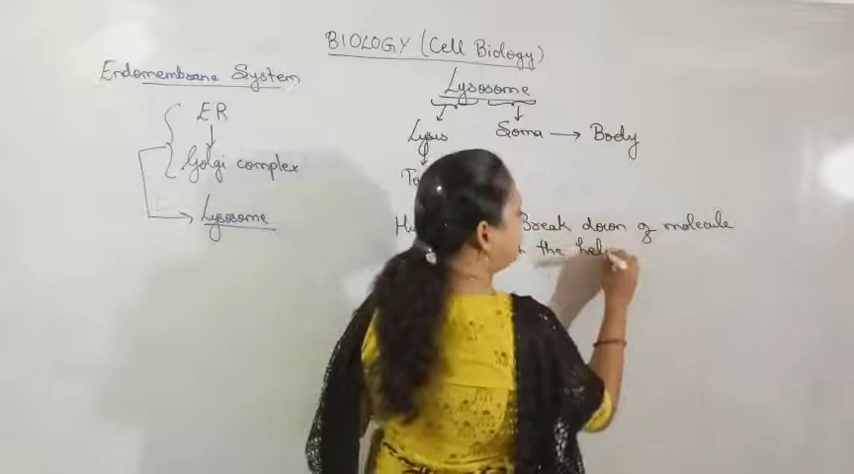 BIOLOGY (Cell Biology)
Endomembrane System
Lysosome
ER
Lysis
Soma → Body
Golgi complex
Lysosome
Break down of molecule
the